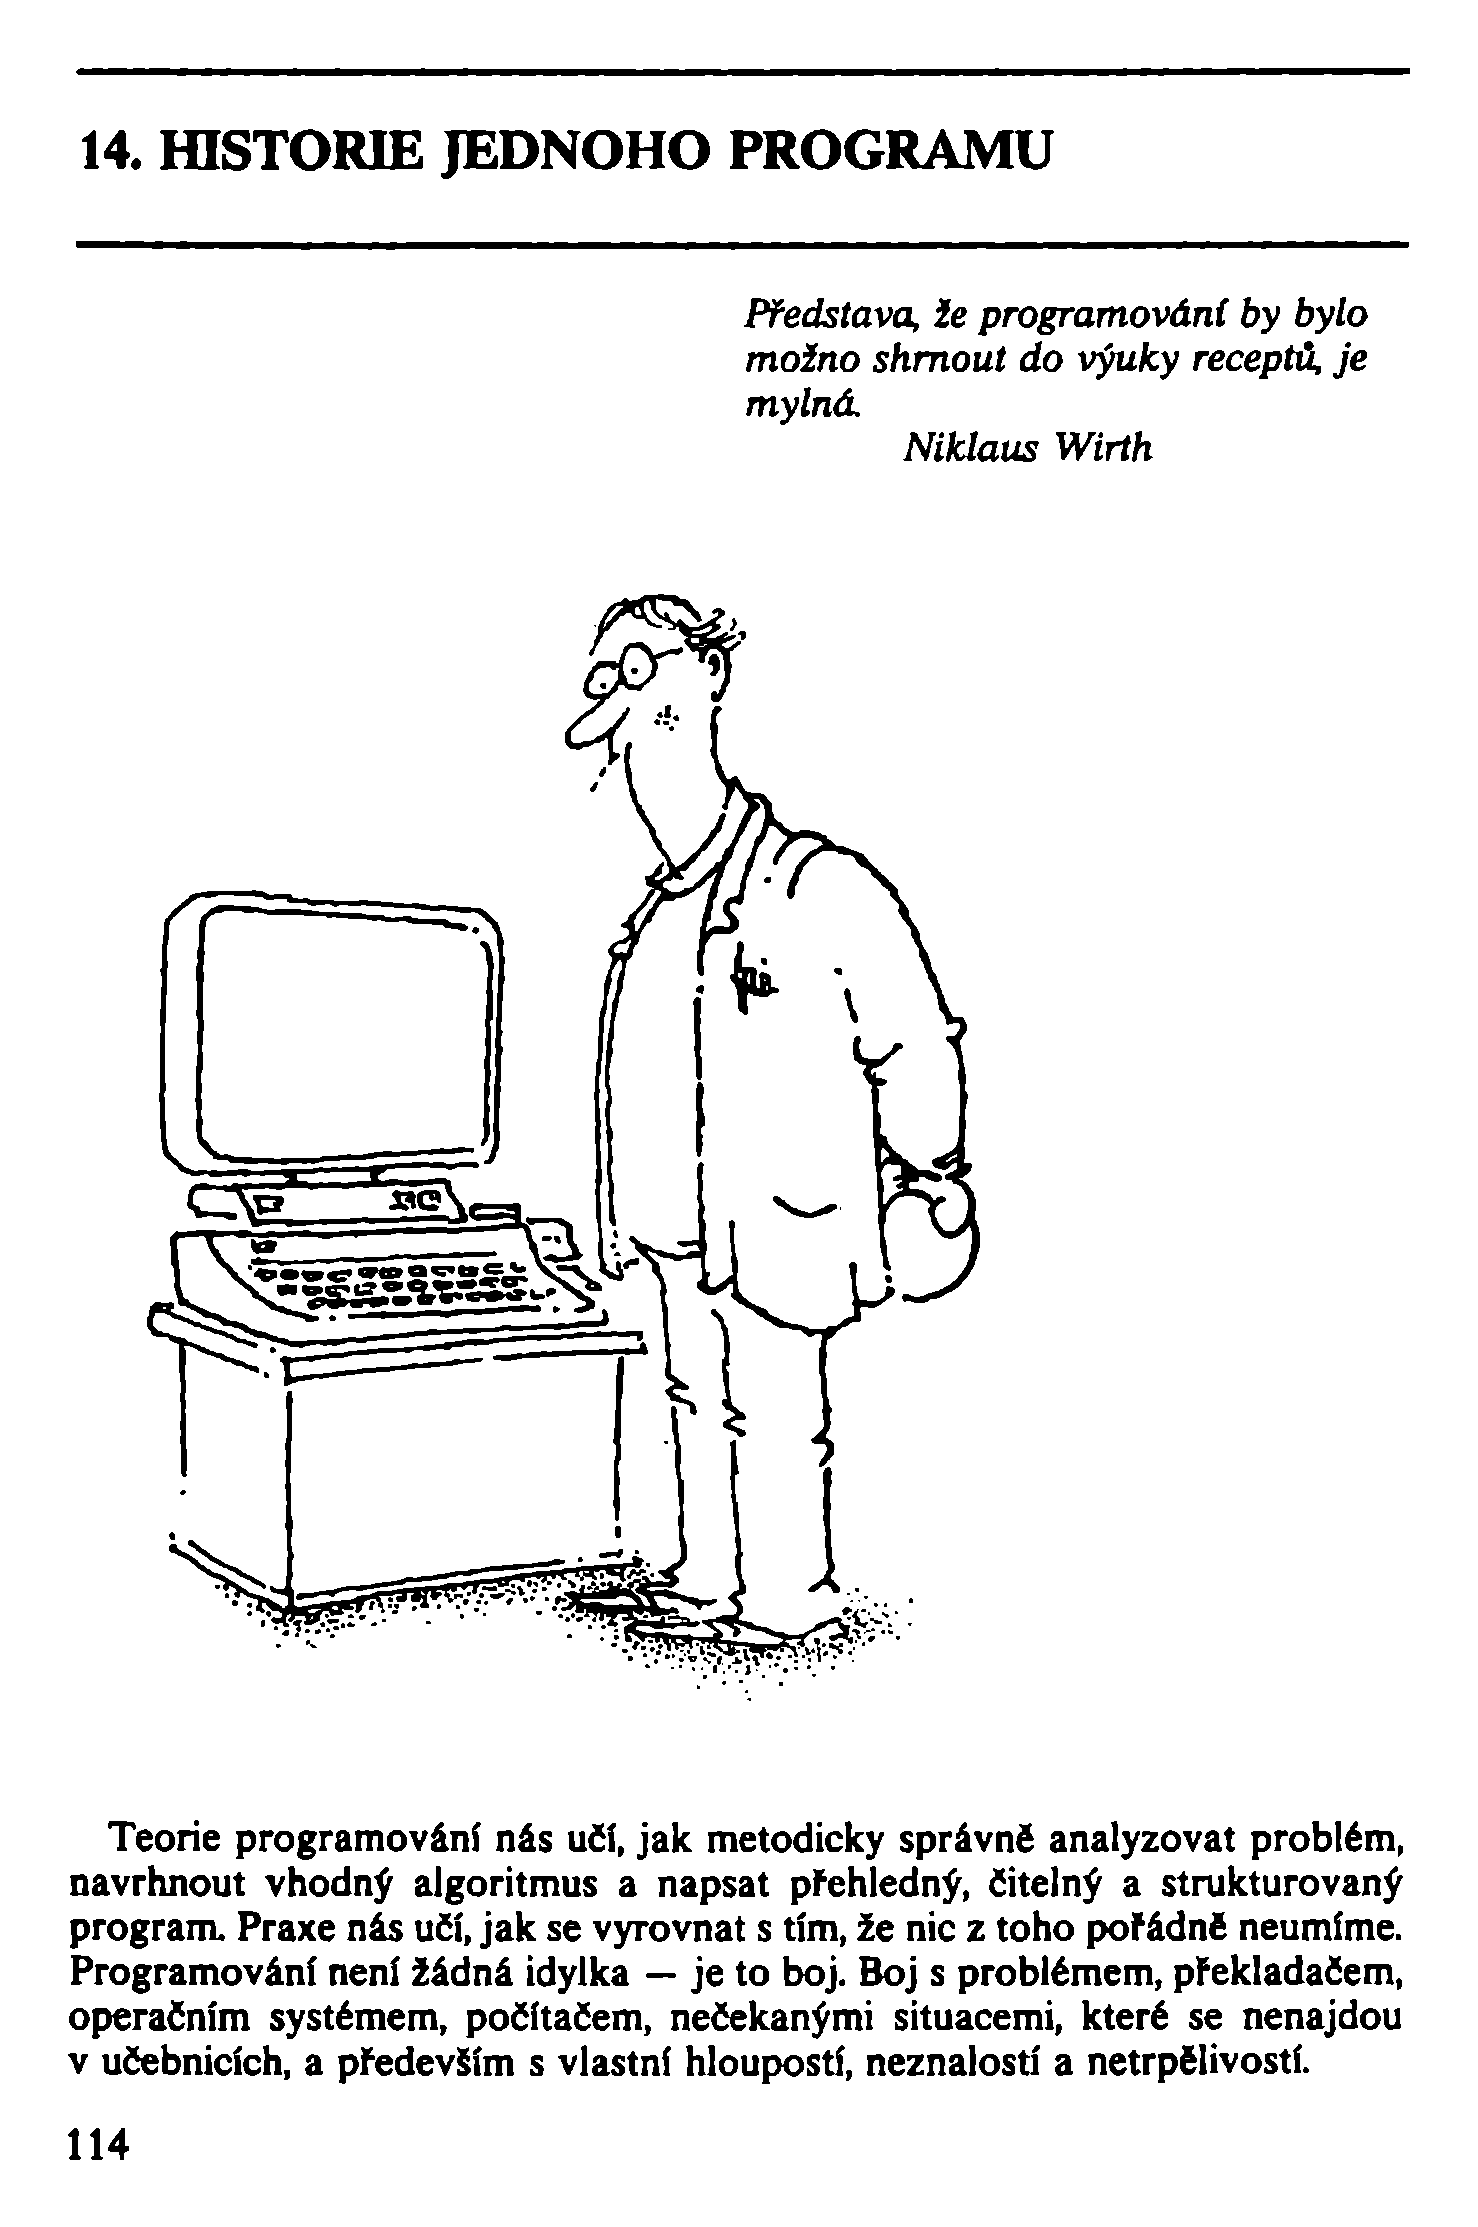 14. HISTORIE JEDNOHO PROGRAMU
Představa, že programování by bylo
možno shrnout do výuky receptů, je
mylná.
Niklaus Wirth
Teorie programování nás učí, jak metodicky správně analyzovat problém,
navrhnout vhodný algoritmus a napsat přehledný, čitelný a strukturovaný
program. Praxe nás učí, jak se vyrovnat s tím, že nic z toho pořádně neumíme.
Programování není žádná idylka — je to boj. Boj s problémem, překladačem,
operačním systémem, počítačem, nečekanými situacemi, které se nenajdou
v učebnicích, a především s vlastní hloupostí, neznalostí a netrpělivostí.
114